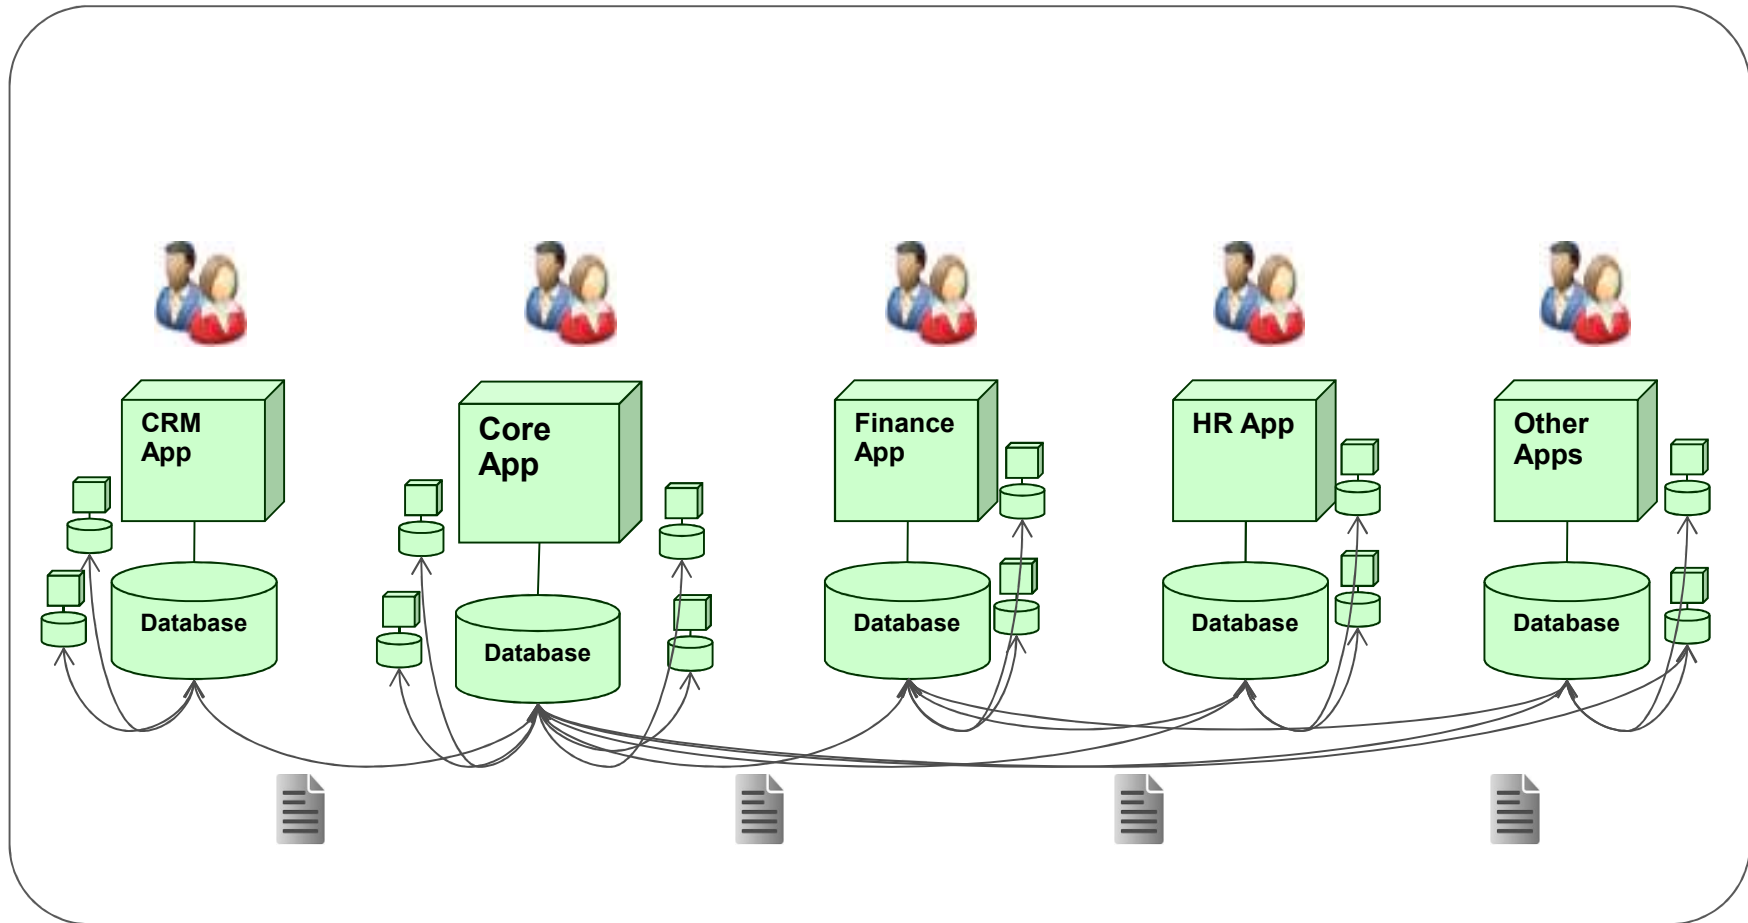 CRM
App
Core
App
Finance
App
HR App
Other
Apps
Database
Database
Database
Database
Database